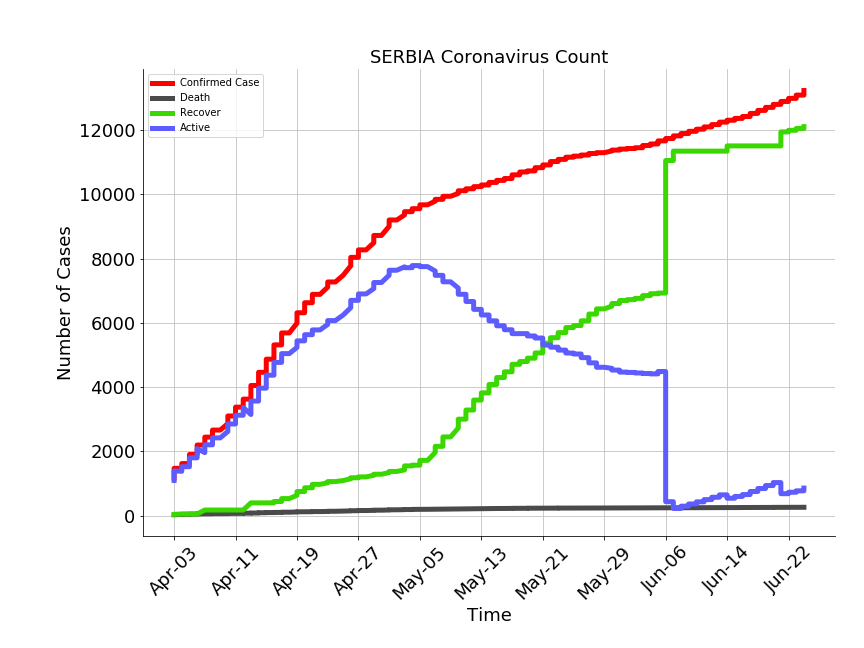 SERBIA Coronavirus Count
Confirmed Case
Death
Recover
Active
Number of Cases
12000
10000
8000
6000
4000
2000
0
Apr-03
Apr-11
Apr-19
Apr-27
May-05
May-13
May-21
May-29
Jun-06
Jun-14
Jun-22
Time